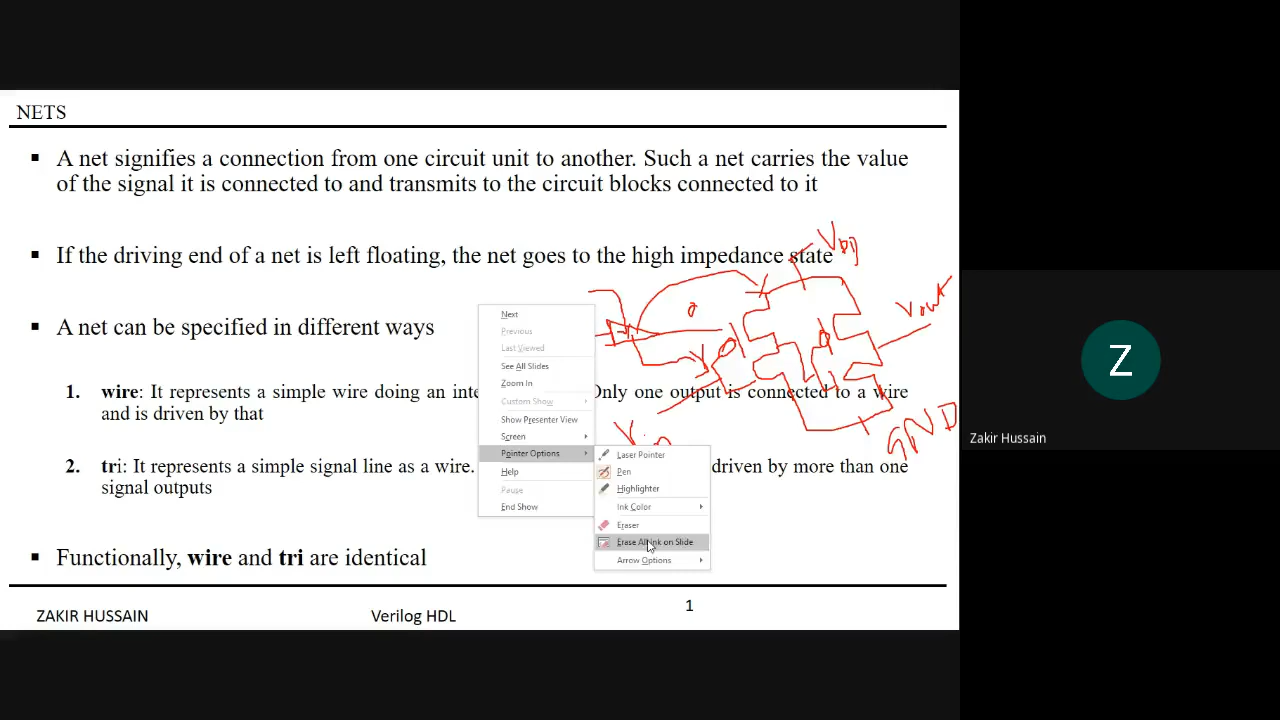 NETS
▪ A net signifies a connection from one circuit unit to another. Such a net carries the value
of the signal it is connected to and transmits to the circuit blocks connected to it
▪ If the driving end of a net is left floating, the net goes to the high impedance state
VDD
Vout
▪ A net can be specified in different ways
1. wire: It represents a simple wire doing an inte Only one output is connected to a wire
and is driven by that
GND
Vin
2. tri: It represents a simple signal line as a wire. driven by more than one
signal outputs
▪ Functionally, wire and tri are identical
ZAKIR HUSSAIN Verilog HDL 1
Next
Previous
Last Viewed
See All Slides
Zoom In
Custom Show
Show Presenter View
Screen
Pointer Options
Help
Pause
End Show
Laser Pointer
Pen
Highlighter
Ink Color
Eraser
Erase All Ink on Slide
Arrow Options
Z
Zakir Hussain